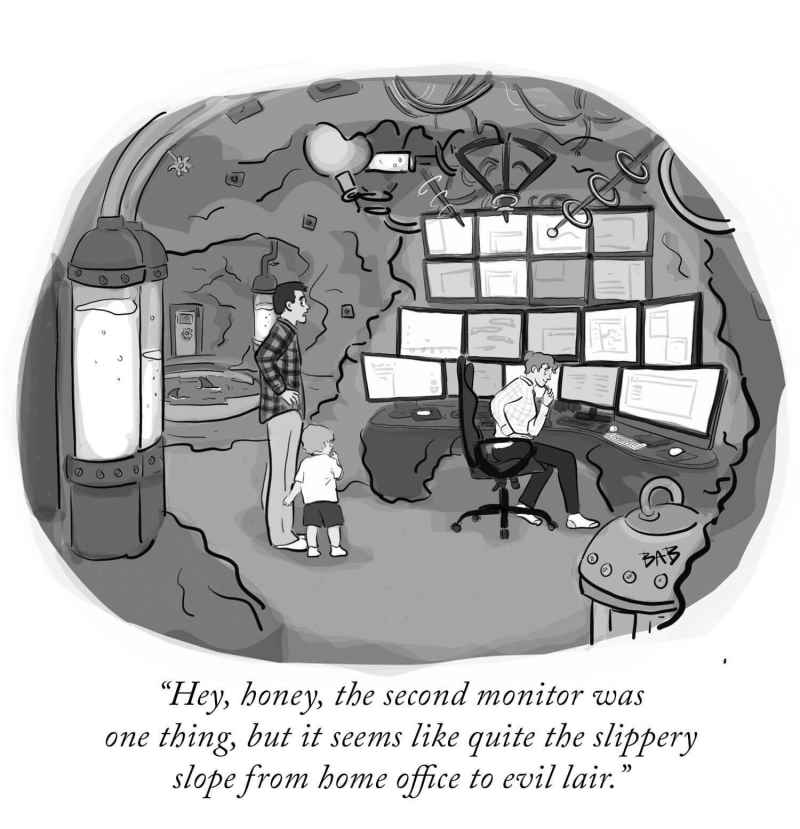 BAB
“Hey, honey, the second monitor was
one thing, but it seems like quite the slippery
slope from home office to evil lair.”